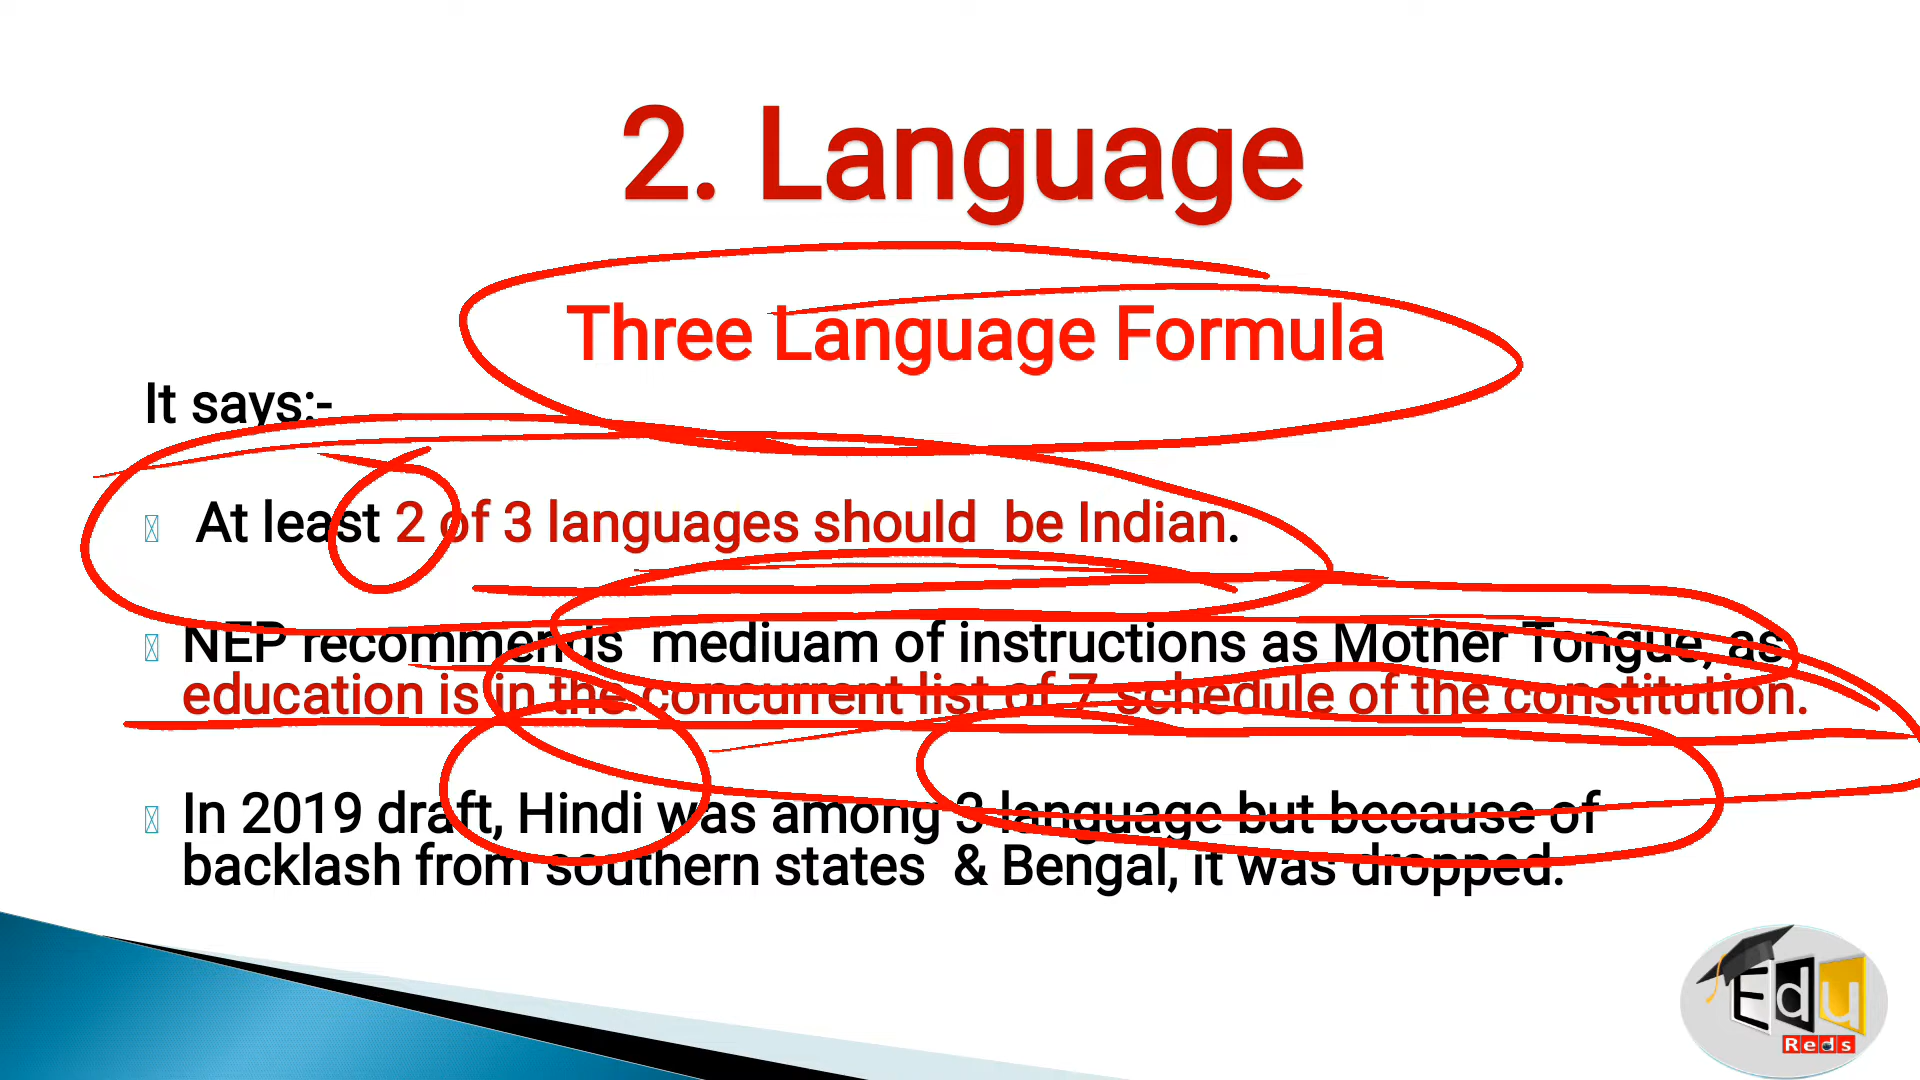 2. Language
Three Language Formula
It says:-
At least 2 of 3 languages should be Indian.
NEP recommends mediuam of instructions as Mother Tongue, as
education is in the concurrent list of 7 schedule of the constitution.
In 2019 draft, Hindi was among 3 language but because of
backlash from southern states & Bengal, it was dropped.
Edu
Reds